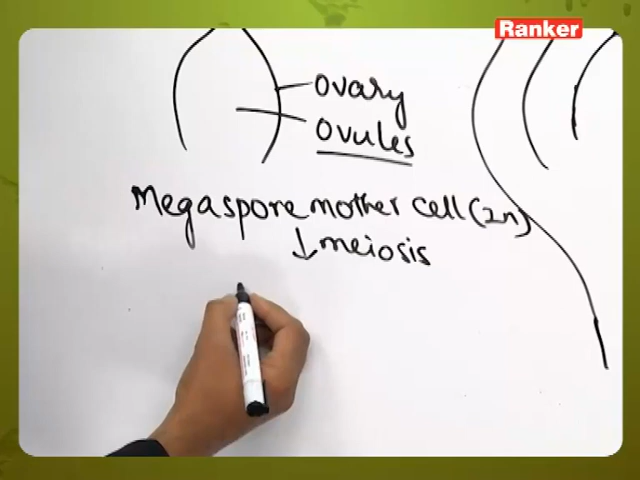 Ranker
Ovary
Ovules
Megaspore mother cell (2n)
↓meiosis